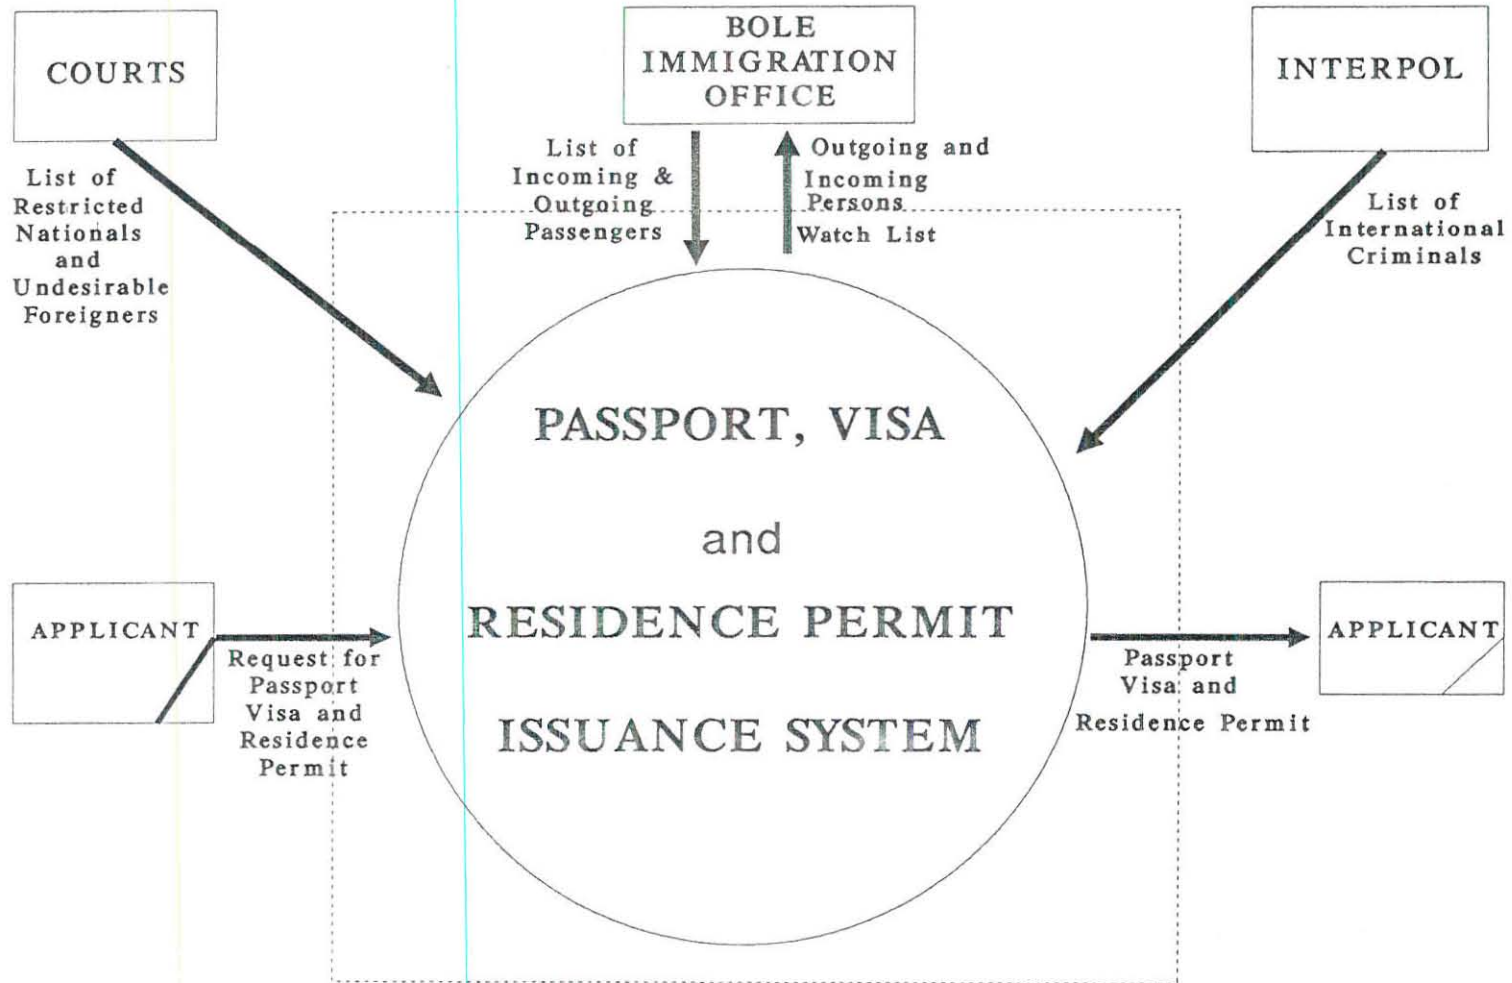 COURTS
BOLE
IMMIGRATION
OFFICE
INTERPOL
List of
Restricted
Nationals
and
Undesirable
Foreigners
List of
Incoming &
Outgoing
Passengers
Outgoing and
Incoming
Persons
Watch List
List of
International
Criminals
PASSPORT, VISA
and
RESIDENCE PERMIT
ISSUANCE SYSTEM
APPLICANT
Request for
Passport
Visa and
Residence
Permit
Passport
Visa and
Residence Permit
APPLICANT